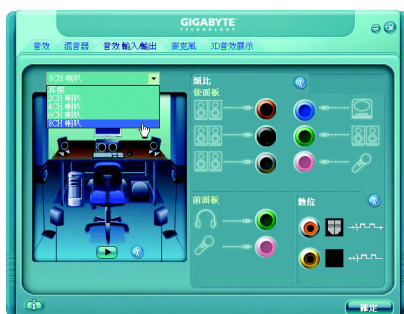 GIGABYTE
TECHNOLOGY
音效 混音器 音效輸入/輸出 麥克風 3D音效展示
8CH 喇叭
耳機
2CH 喇叭
4CH 喇叭
6CH 喇叭
8CH 喇叭
類比
後面板
前面板
數位
確定